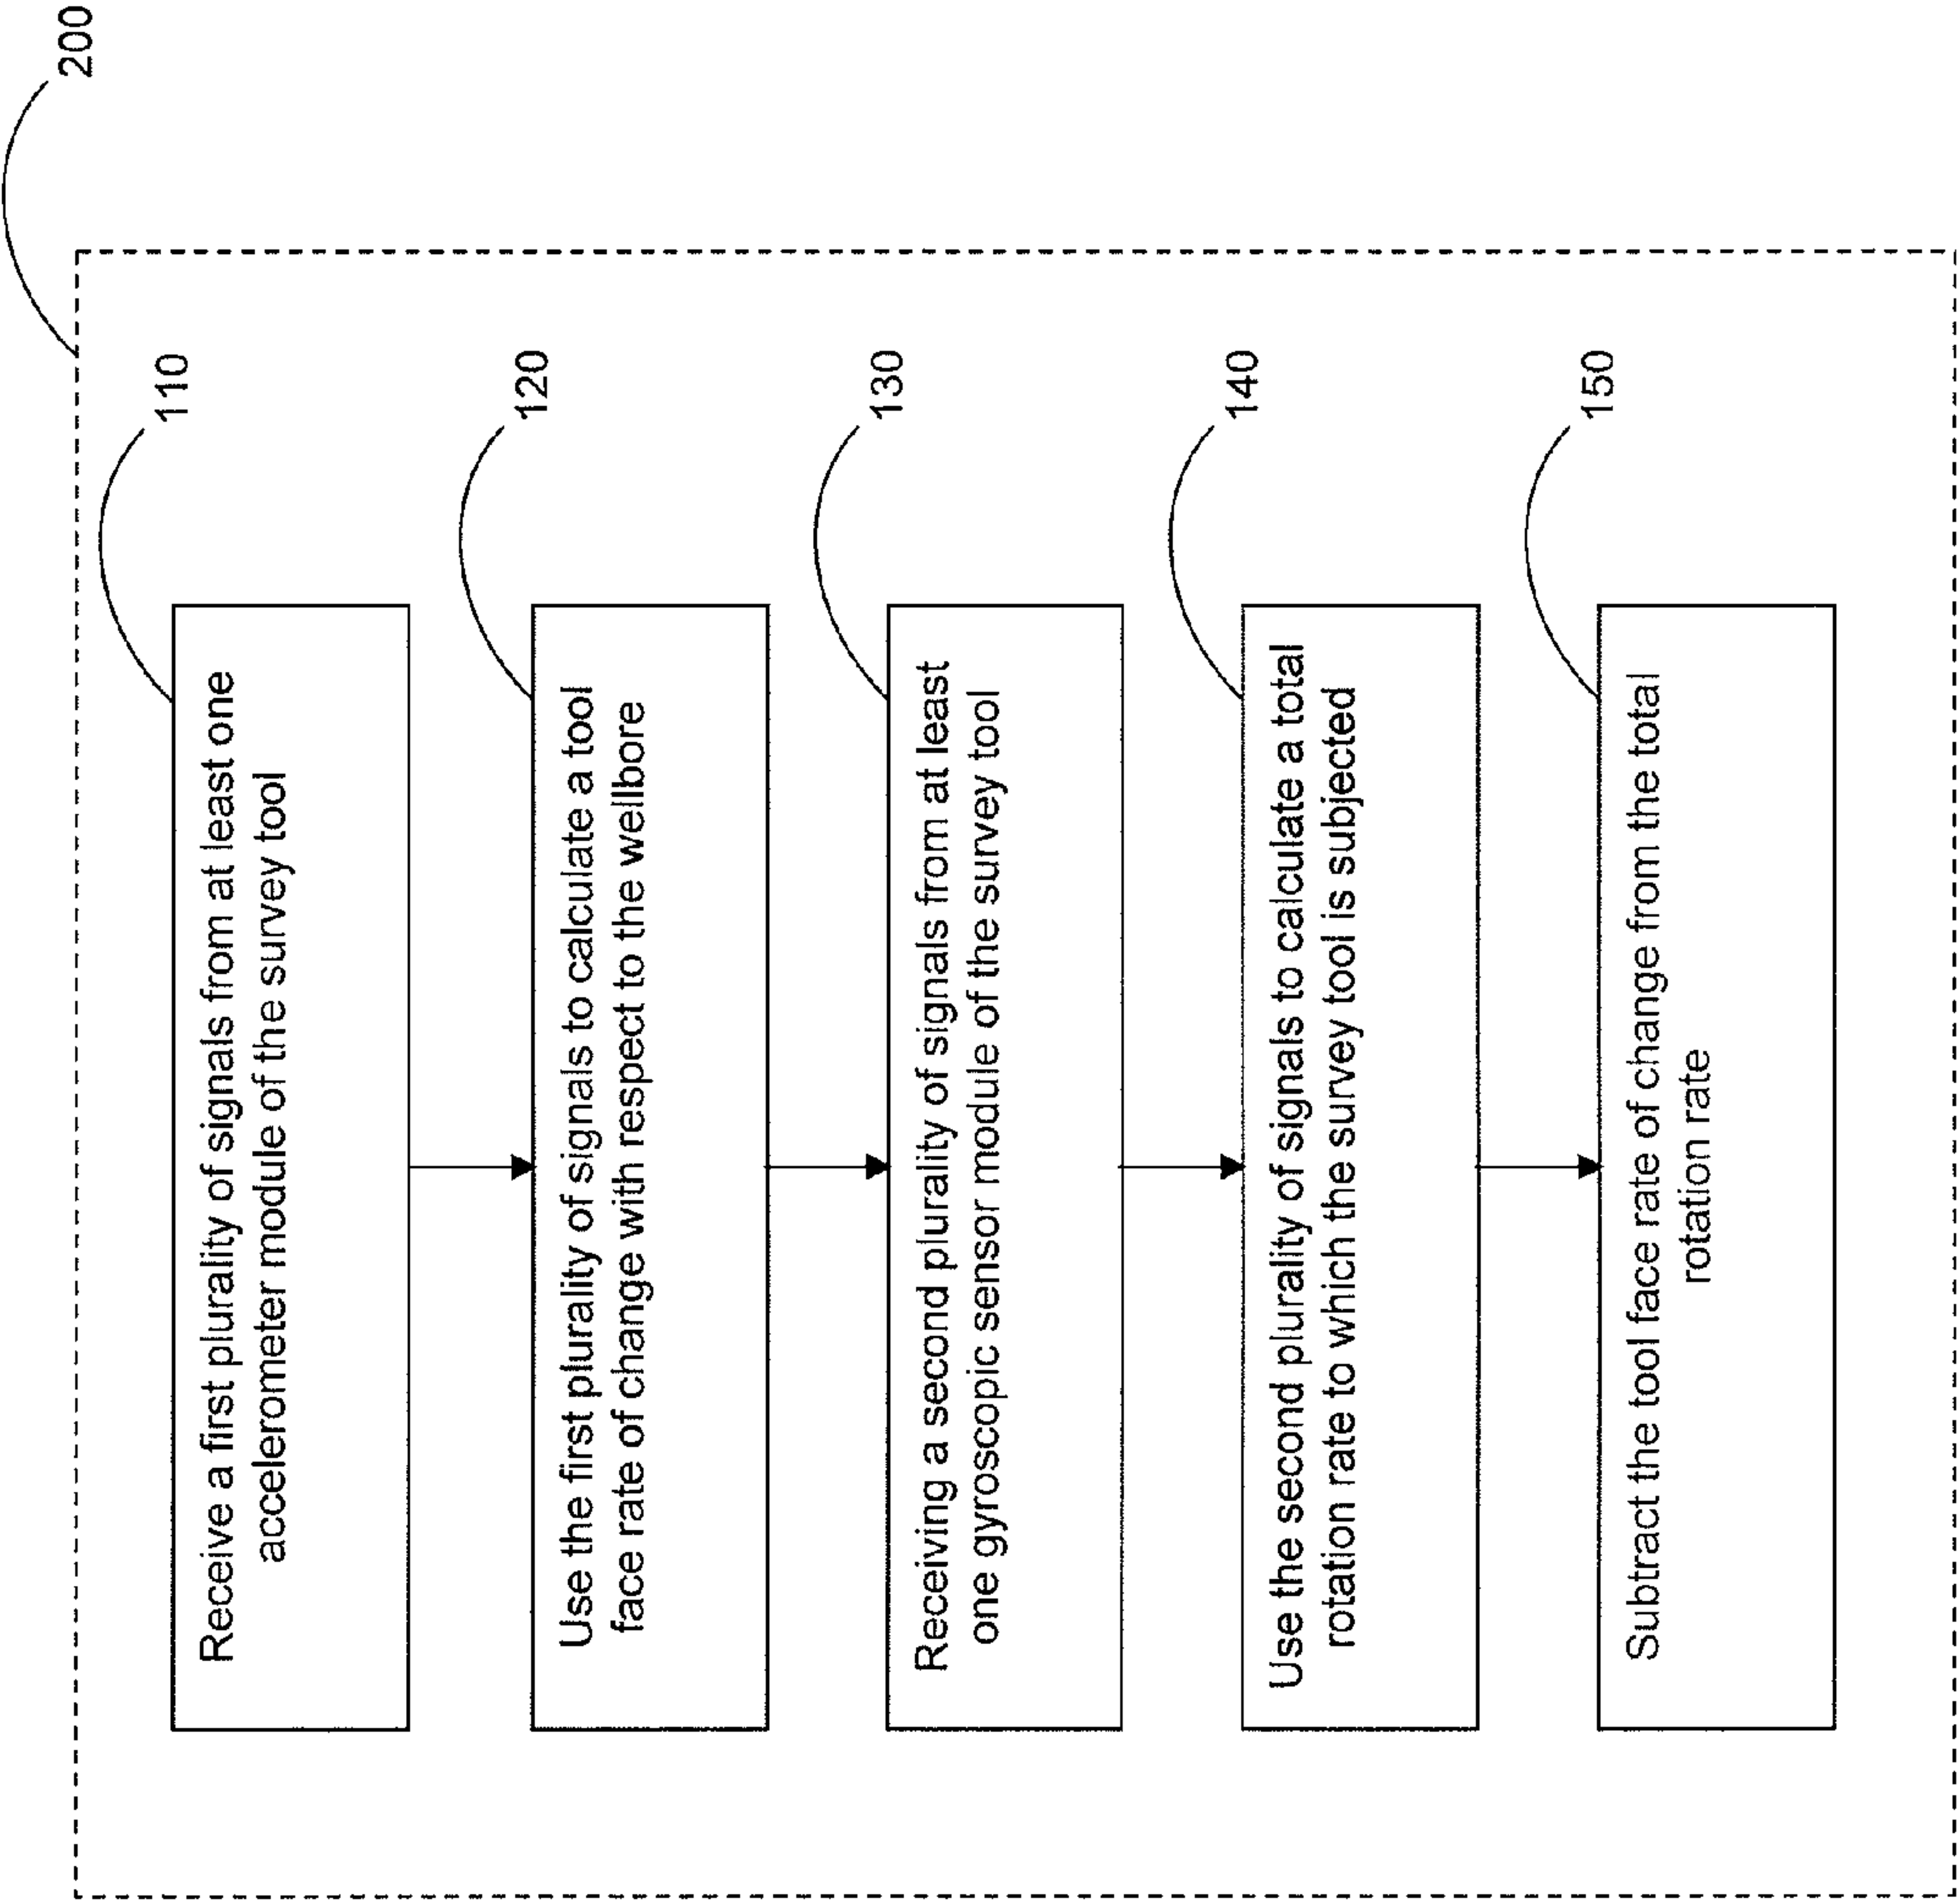 200
110
Receive a first plurality of signals from at least one
accelerometer module of the survey tool
120
Use the first plurality of signals to calculate a tool
face rate of change with respect to the wellbore
130
Receiving a second plurality of signals from at least
one gyroscopic sensor module of the survey tool
140
Use the second plurality of signals to calculate a total
rotation rate to which the survey tool is subjected
150
Subtract the tool face rate of change from the total
rotation rate